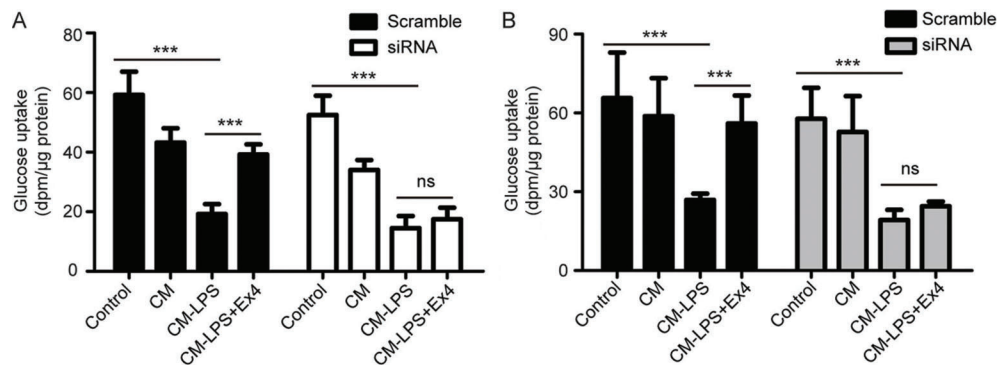 A
Scramble
siRNA
Glucose uptake
(dpm/µg protein)
80
60
40
20
0
***
***
***
ns
Control
CM
CM-LPS
CM-LPS+Ex4
Control
CM
CM-LPS
CM-LPS+Ex4
B
Scramble
siRNA
Glucose uptake
(dpm/µg protein)
90
60
30
0
***
***
***
ns
Control
CM
CM-LPS
CM-LPS+Ex4
Control
CM
CM-LPS
CM-LPS+Ex4